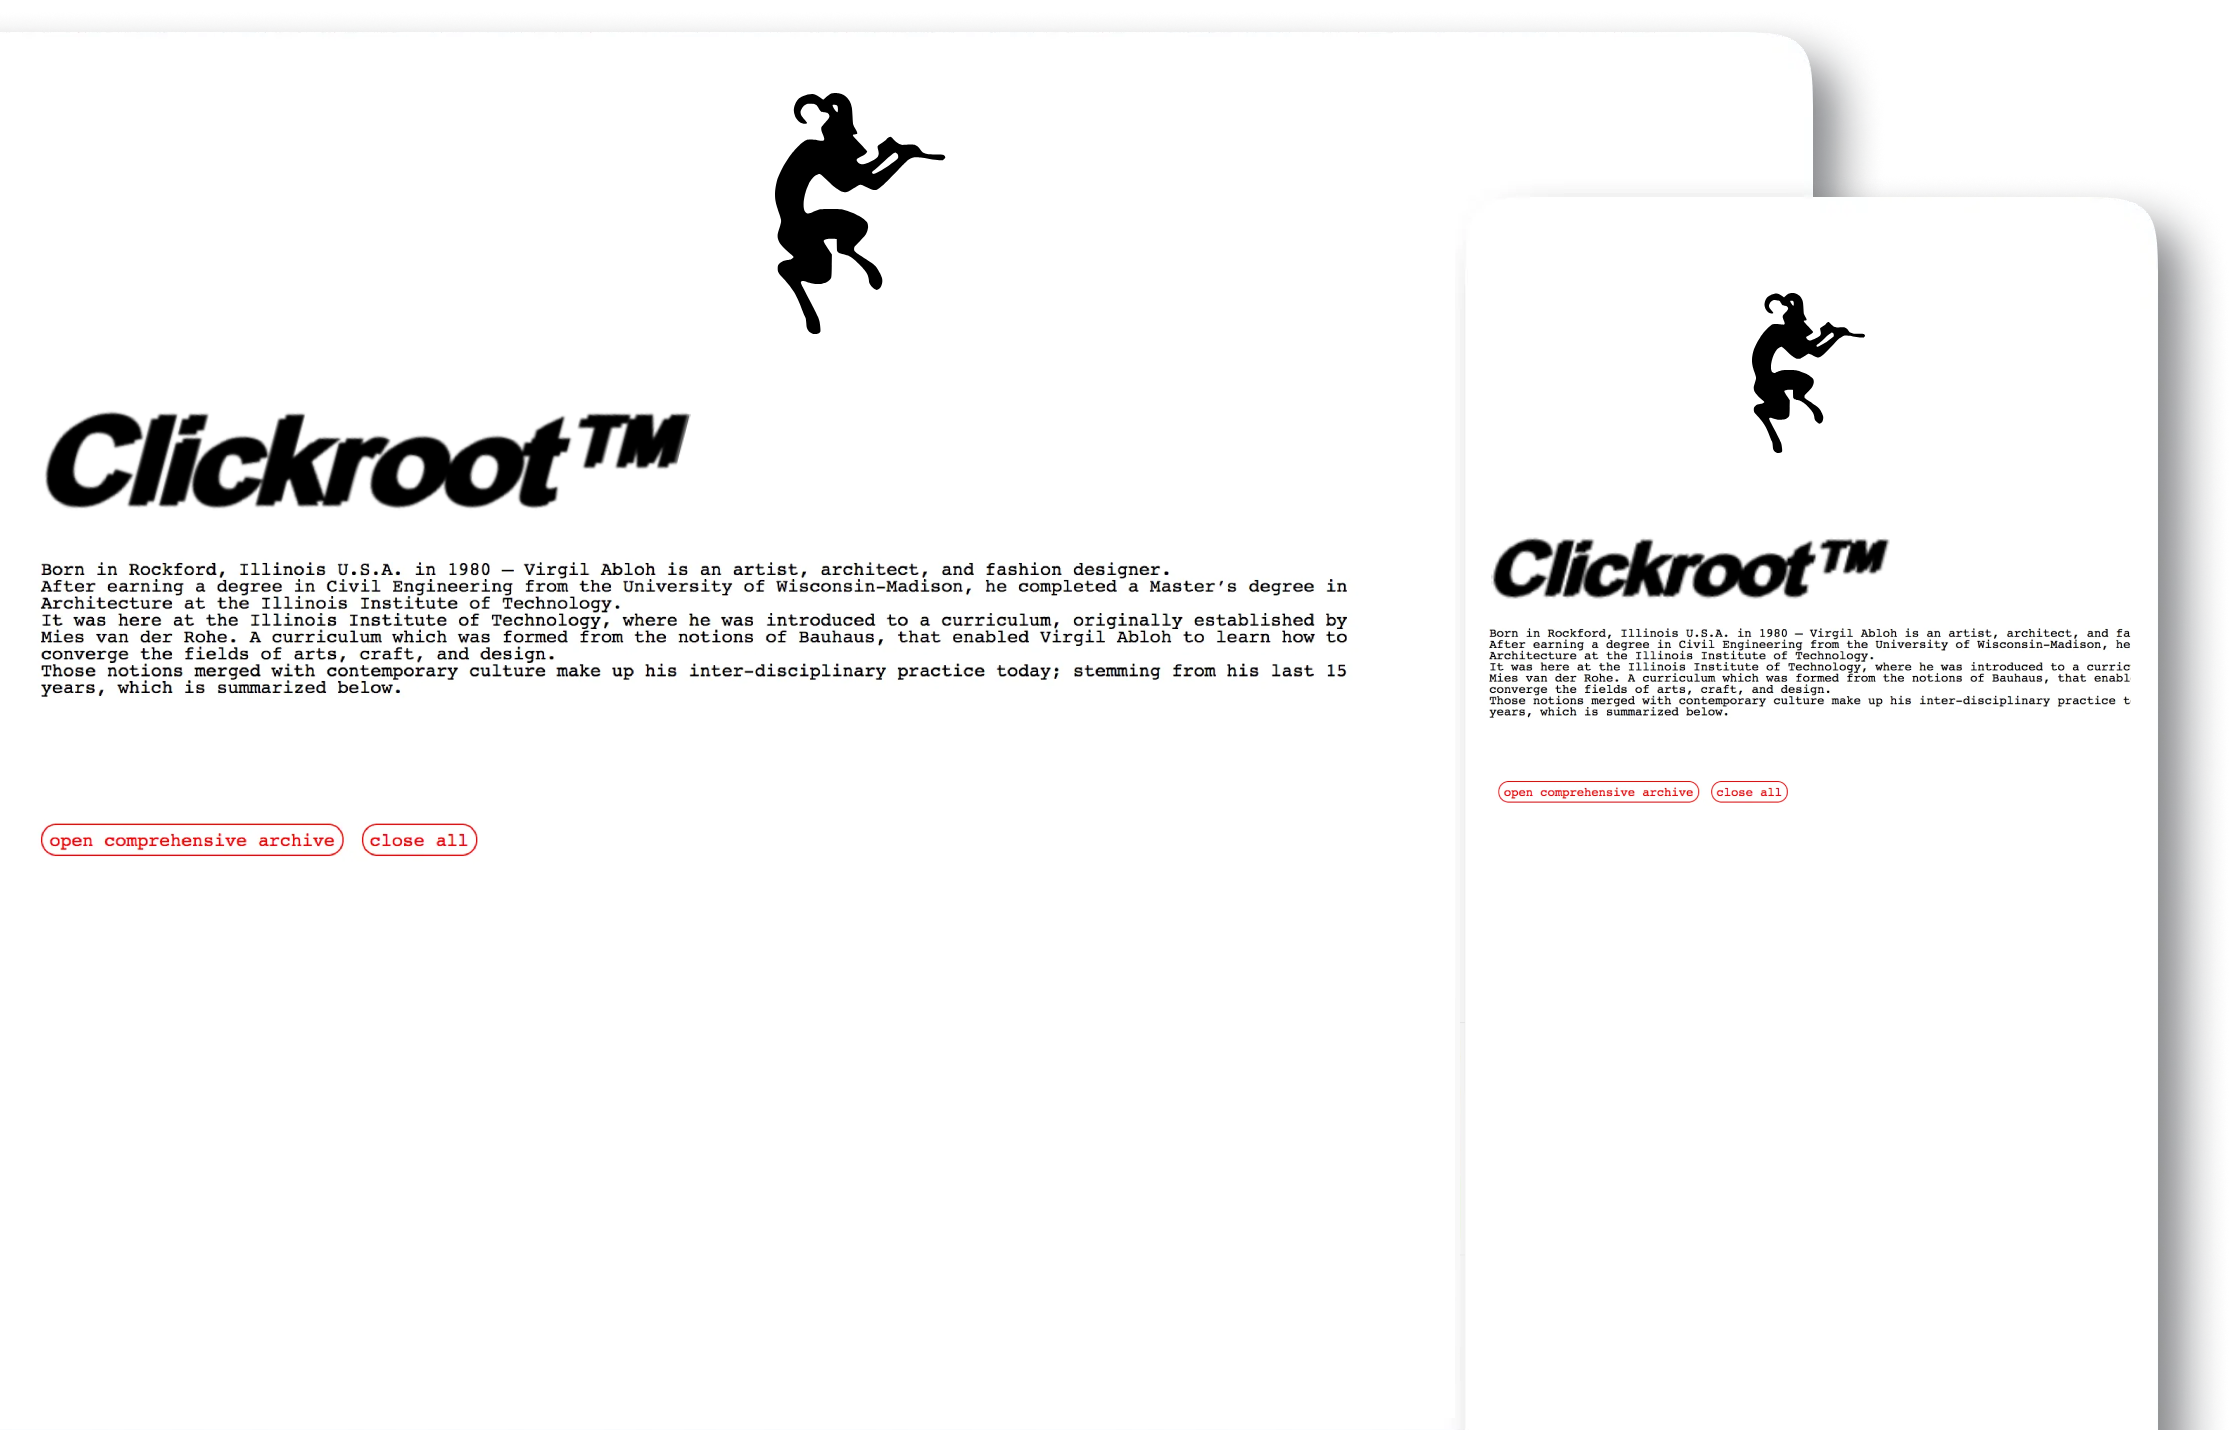 Clickroot™
Born in Rockford, Illinois U.S.A. in 1980 — Virgil Abloh is an artist, architect, and fashion designer.
After earning a degree in Civil Engineering from the University of Wisconsin-Madison, he completed a Master’s degree in
Architecture at the Illinois Institute of Technology.
It was here at the Illinois Institute of Technology, where he was introduced to a curriculum, originally established by
Mies van der Rohe. A curriculum which was formed from the notions of Bauhaus, that enabled Virgil Abloh to learn how to
converge the fields of arts, craft, and design.
Those notions merged with contemporary culture make up his inter-disciplinary practice today; stemming from his last 15
years, which is summarized below.
open comprehensive archive
close all
Clickroot™
Born in Rockford, Illinois U.S.A. in 1980 — Virgil Abloh is an artist, architect, and fa
After earning a degree in Civil Engineering from the University of Wisconsin-Madison, he
Architecture at the Illinois Institute of Technology.
It was here at the Illinois Institute of Technology, where he was introduced to a curric
Mies van der Rohe. A curriculum which was formed from the notions of Bauhaus, that enabl
converge the fields of arts, craft, and design.
Those notions merged with contemporary culture make up his inter-disciplinary practice t
years, which is summarized below.
open comprehensive archive
close all